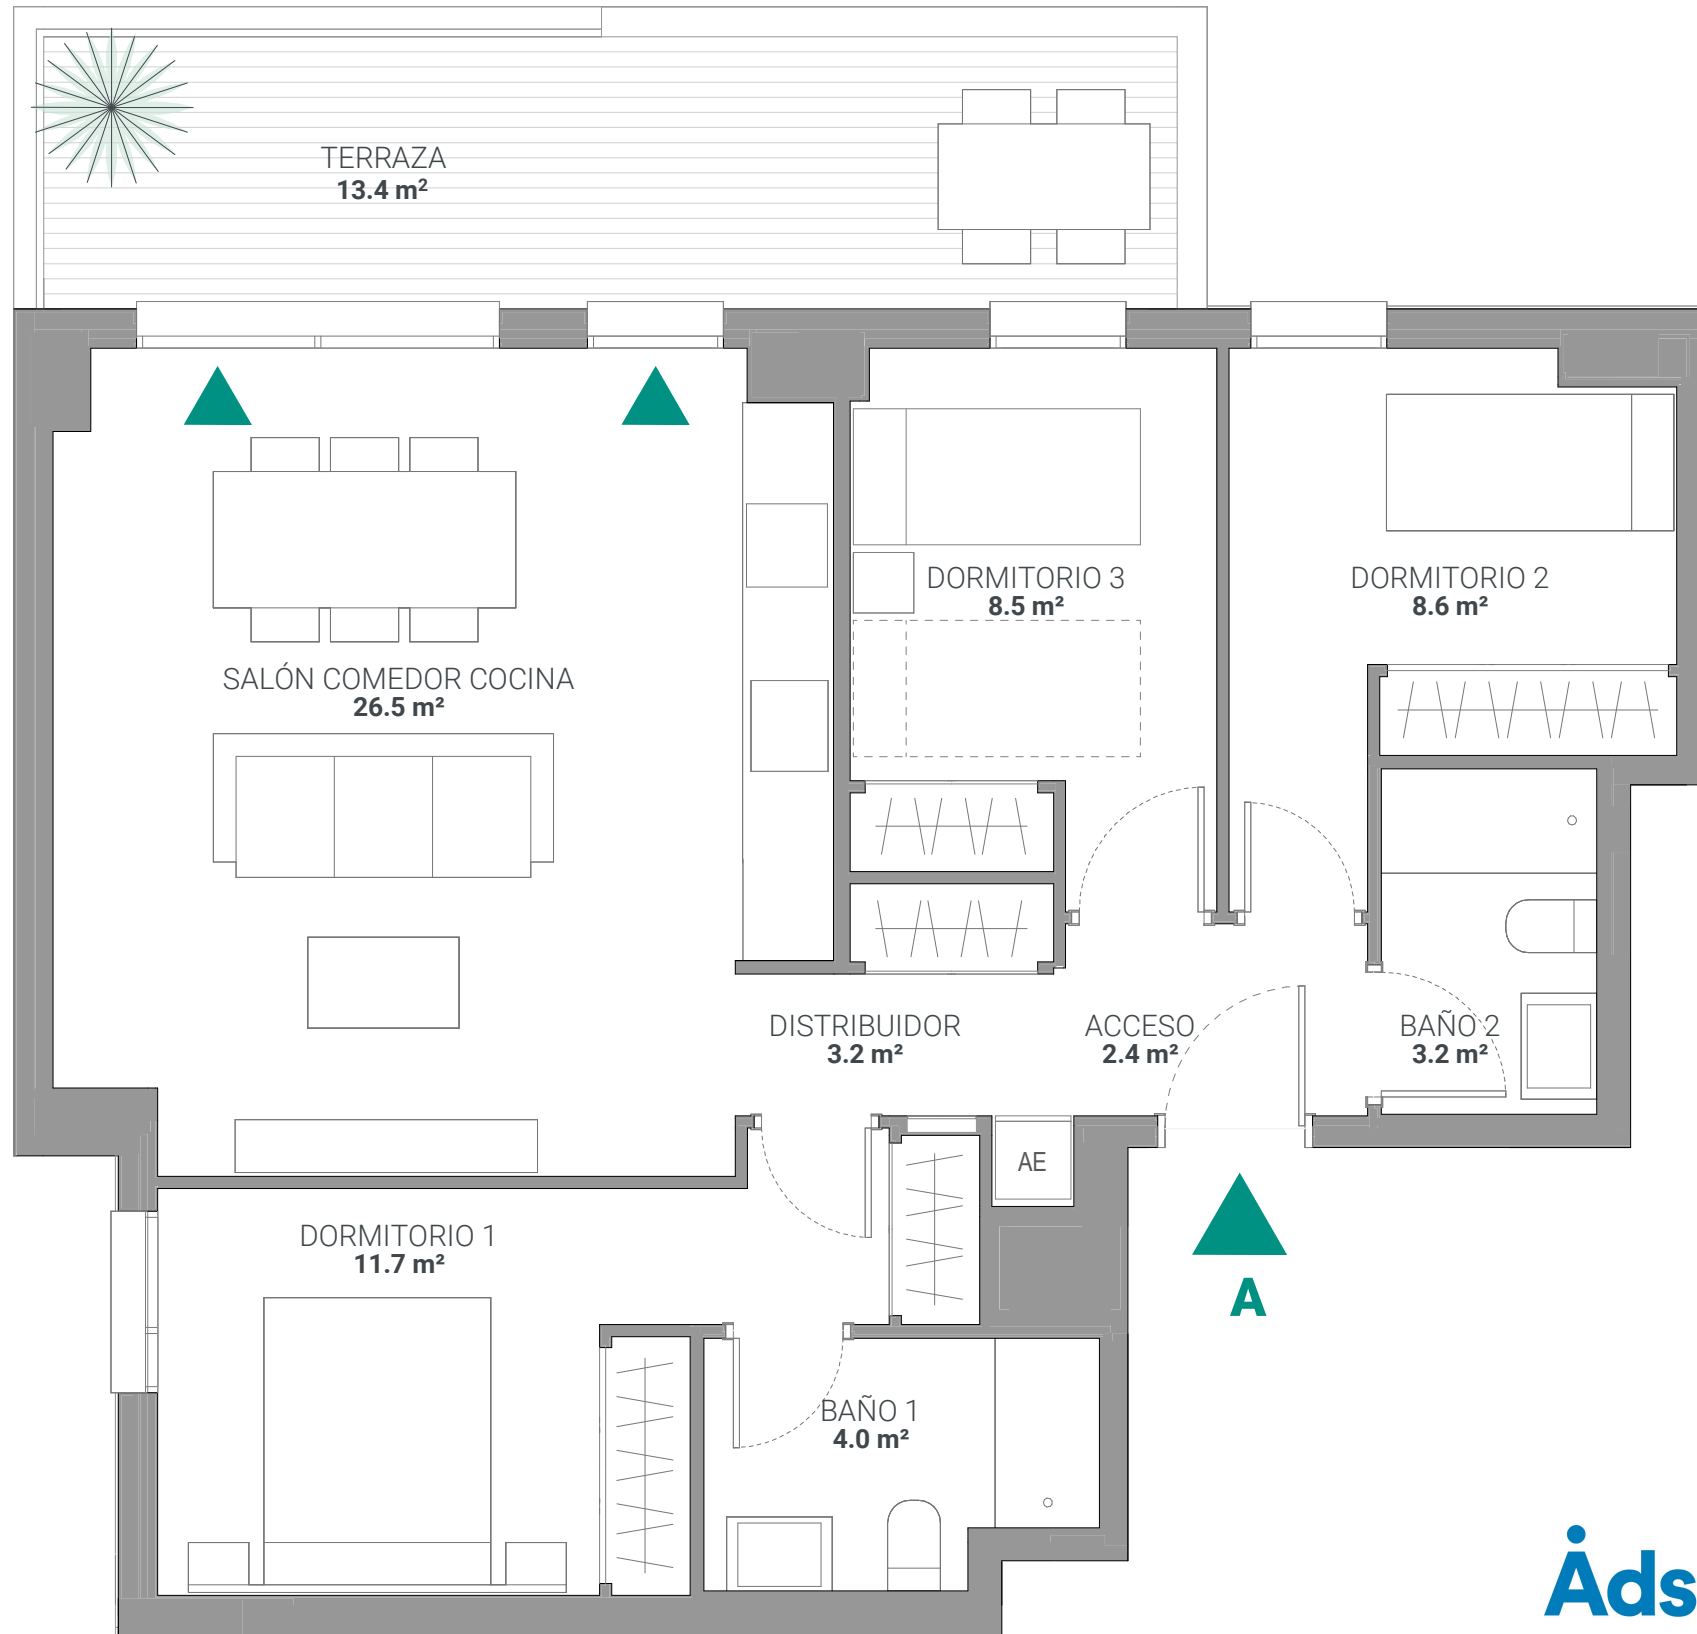 TERRAZA
13.4 m²
DORMITORIO 3
8.5 m²
DORMITORIO 2
8.6 m²
SALÓN COMEDOR COCINA
26.5 m²
DISTRIBUIDOR
3.2 m²
ACCESO
2.4 m²
BAÑO 2
3.2 m²
AE
DORMITORIO 1
11.7 m²
A
BAÑO 1
4.0 m²
Åds